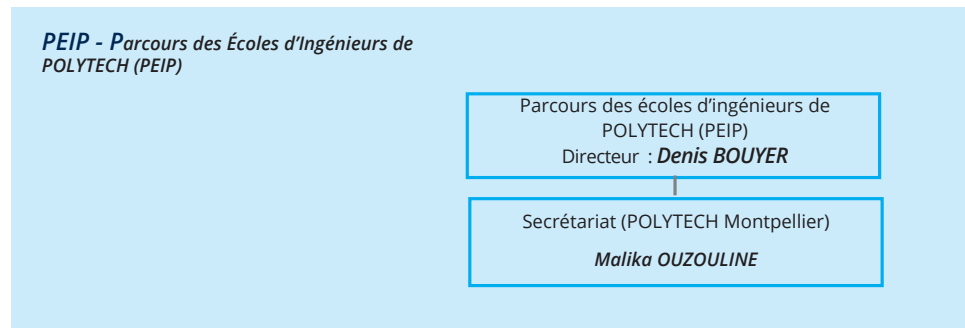 PEIP - Parcours des Écoles d’Ingénieurs de
POLYTECH (PEIP)
Parcours des écoles d’ingénieurs de
POLYTECH (PEIP)
Directeur : Denis BOUYER
Secrétariat (POLYTECH Montpellier)
Malika OUZOULINE